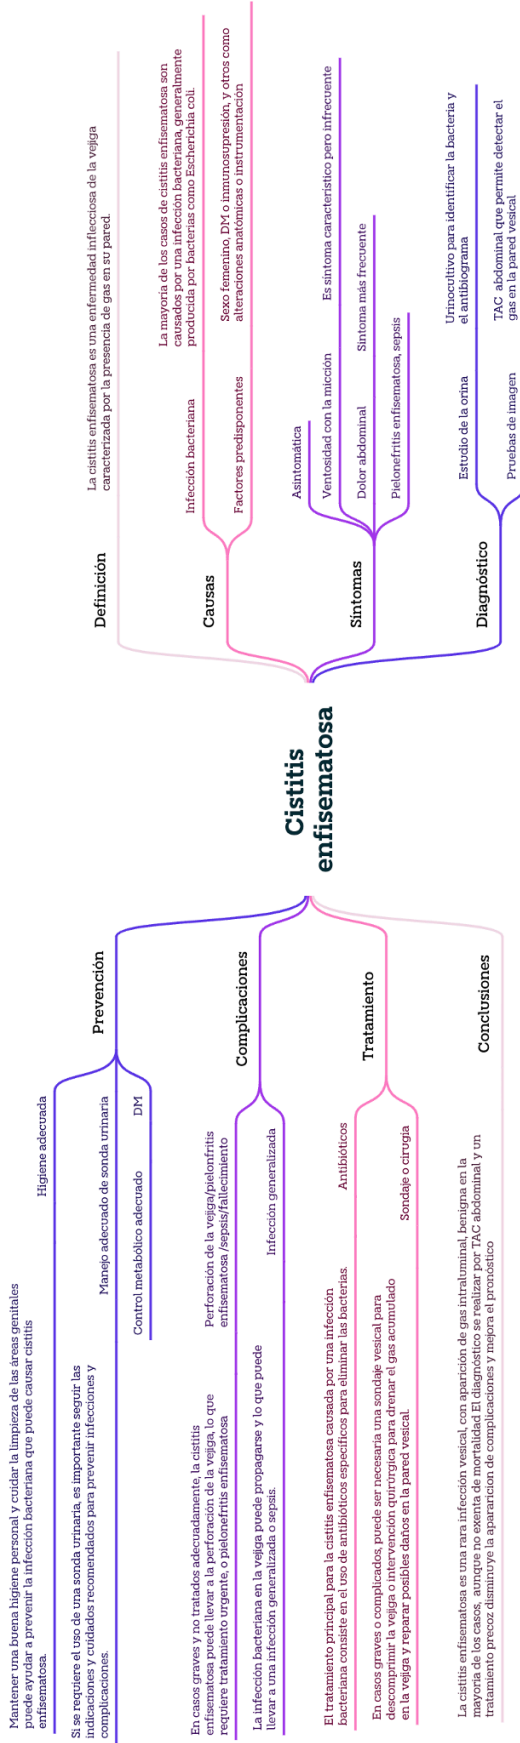 Cistitis
enfisematosa
Definición
La cistitis enfisematosa es una enfermedad inflecciosa de la vejiga
caracterizada por la presencia de gas en su pared.
Causas
Infección bacteriana
La mayoria de los casos de cistitis enfisematosa son
causados por una infección bacteriana, generalmente
producida por bacterias como Escherichia coli.
Factores predisponentes
Sexo femenino, DM o inmunosupresión, y otros como
alteraciones anatómicas o instrumentación
Síntomas
Asintomática
Ventosidad con la micción
Es síntoma característico pero infrecuente
Dolor abdominal
Síntoma más frecuente
Pielonefritis enfisematosa, sepsis
Diagnóstico
Estudio de la orina
Urinocultivo para identificar la bacteria y
el antibiograma
Pruebas de imagen
TAC abdominal que permite detectar el
gas en la pared vesical
Prevención
Higiene adecuada
Mantener una buena higiene personal y cuidar la limpieza de las áreas genitales
puede ayudar a prevenir la infección bacteriana que puede causar cistitis
enfisematosa.
Manejo adecuado de sonda urinaria
Si se requiere el uso de una sonda urinaria, es importante seguir las
indicaciones y cuidados recomendados para prevenir infecciones y
complicaciones.
DM
Control metabólico adecuado
Complicaciones
Perforación de la vejiga/pielonfritis
enfisematosa /sepsis/fallecimiento
En casos graves y no tratados adecuadamente, la cistitis
enfisematosa puede llevar a la perforación de la vejiga, lo que
requiere tratamiento urgente, o pielonefritis enfisematosa
Infección generalizada
La infección bacteriana en la vejiga puede propagarse y lo que puede
llevar a una infección generalizada o sepsis.
Tratamiento
Antibióticos
El tratamiento principal para la cistitis enfisematosa causada por una infección
bacteriana consiste en el uso de antibióticos específicos para eliminar las bacterias.
Sondaje o cirugia
En casos graves o complicados, puede ser necesaria una sondaje vesical para
descomprimir la vejiga o intervención quirúrgica para drenar el gas acumulado
en la vejiga y reparar posibles daños en la pared vesical.
Conclusiones
La cistitis enfisematosa es una rara infección vesical, con aparición de gas intraluminal, benigna en la
mayoría de los casos, aunque no exenta de mortalidad El diagnóstico se realizar por TAC abdominal y un
tratamiento precoz disminuye la aparición de complicaciones y mejora el pronóstico